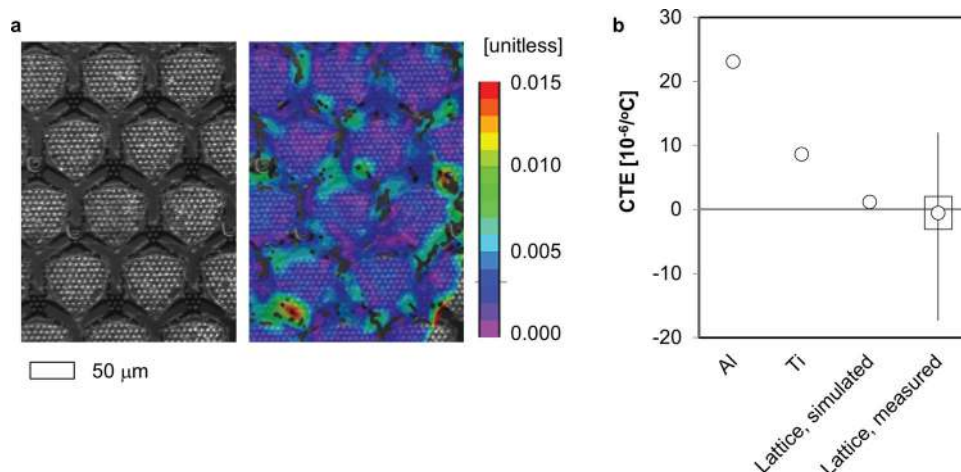 a
[unitless]
0.015
0.010
0.005
0.000
50 μm
b
CTE [10⁻⁶/ºC]
30
20
10
0
-10
-20
Al
Ti
Lattice, simulated
Lattice, measured